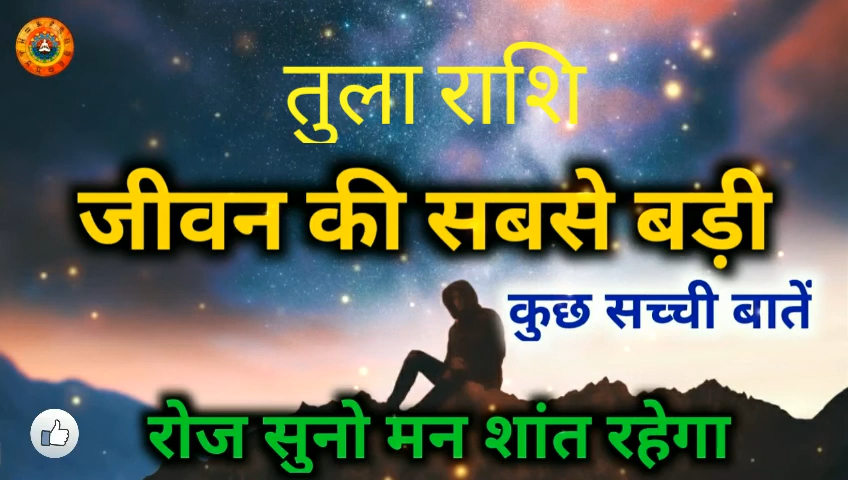 तुला राशि
जीवन की सबसे बड़ी
कुछ सच्ची बातें
रोज सुनो मन शांत रहेगा